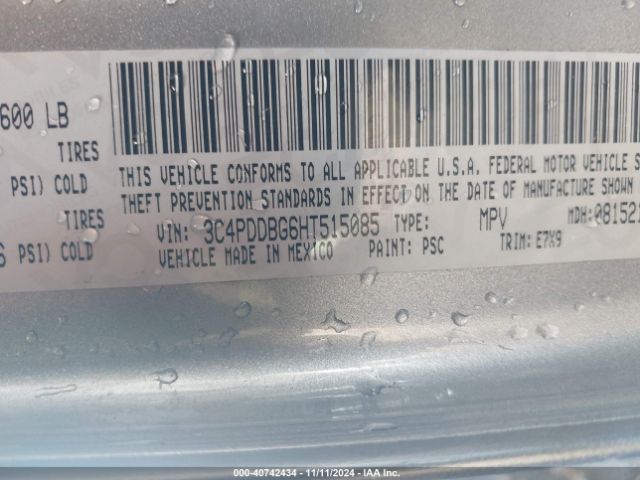 600 LB
TIRES
PSI) COLD
TIRES
PSI) COLD
THIS VEHICLE CONFORMS TO ALL APPLICABLE U.S.A. FEDERAL MOTOR VEHICLE S
THEFT PREVENTION STANDARDS IN EFFECT ON THE DATE OF MANUFACTURE SHOWN
VIN: 3C4PDDBG6HT515085 TYPE: MPV MDH:081521
VEHICLE MADE IN MEXICO PAINT: PSC TRIM: E7X9
000-40742434 - 11/11/2024 - IAA Inc.